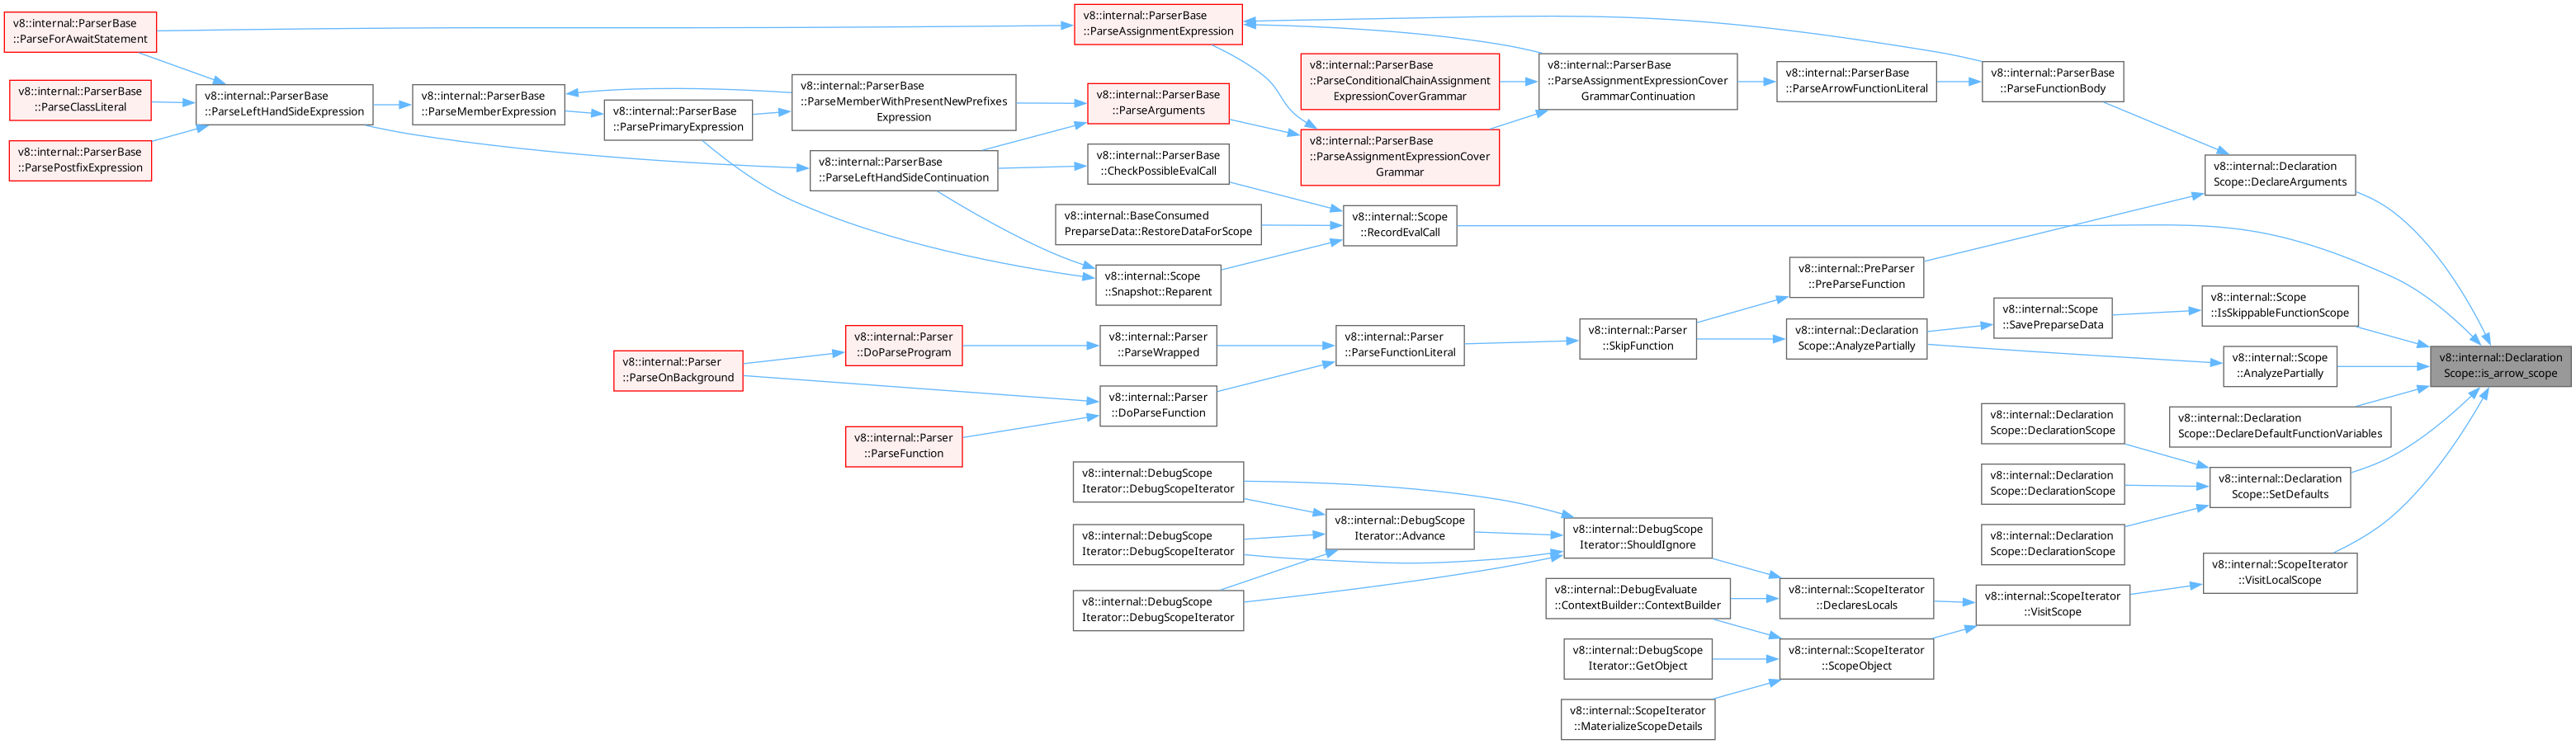 v8::internal::ParserBase
::ParseForAwaitStatement
v8::internal::ParserBase
::ParseClassLiteral
v8::internal::ParserBase
::ParsePostfixExpression
v8::internal::ParserBase
::ParseLeftHandSideExpression
v8::internal::ParserBase
::ParseMemberExpression
v8::internal::ParserBase
::ParsePrimaryExpression
v8::internal::ParserBase
::ParseMemberWithPresentNewPrefixes
Expression
v8::internal::ParserBase
::ParseLeftHandSideContinuation
v8::internal::ParserBase
::ParseAssignmentExpression
v8::internal::ParserBase
::ParseArguments
v8::internal::ParserBase
::CheckPossibleEvalCall
v8::internal::BaseConsumed
PreparseData::RestoreDataForScope
v8::internal::Scope
::Snapshot::Reparent
v8::internal::ParserBase
::ParseConditionalChainAssignment
ExpressionCoverGrammar
v8::internal::ParserBase
::ParseAssignmentExpressionCover
Grammar
v8::internal::Scope
::RecordEvalCall
v8::internal::ParserBase
::ParseAssignmentExpressionCover
GrammarContinuation
v8::internal::ParserBase
::ParseArrowFunctionLiteral
v8::internal::ParserBase
::ParseFunctionBody
v8::internal::Declaration
Scope::DeclareArguments
v8::internal::PreParser
::PreParseFunction
v8::internal::Parser
::ParseOnBackground
v8::internal::Parser
::DoParseProgram
v8::internal::Parser
::ParseFunction
v8::internal::Parser
::ParseWrapped
v8::internal::Parser
::DoParseFunction
v8::internal::Parser
::ParseFunctionLiteral
v8::internal::Parser
::SkipFunction
v8::internal::Declaration
Scope::AnalyzePartially
v8::internal::Scope
::SavePreparseData
v8::internal::Scope
::IsSkippableFunctionScope
v8::internal::Scope
::AnalyzePartially
v8::internal::Declaration
Scope::is_arrow_scope
v8::internal::Declaration
Scope::DeclareDefaultFunctionVariables
v8::internal::Declaration
Scope::DeclarationScope
v8::internal::Declaration
Scope::DeclarationScope
v8::internal::Declaration
Scope::DeclarationScope
v8::internal::Declaration
Scope::SetDefaults
v8::internal::DebugScope
Iterator::DebugScopeIterator
v8::internal::DebugScope
Iterator::DebugScopeIterator
v8::internal::DebugScope
Iterator::DebugScopeIterator
v8::internal::DebugScope
Iterator::Advance
v8::internal::DebugScope
Iterator::ShouldIgnore
v8::internal::DebugEvaluate
::ContextBuilder::ContextBuilder
v8::internal::DebugScope
Iterator::GetObject
v8::internal::ScopeIterator
::MaterializeScopeDetails
v8::internal::ScopeIterator
::DeclaresLocals
v8::internal::ScopeIterator
::ScopeObject
v8::internal::ScopeIterator
::VisitScope
v8::internal::ScopeIterator
::VisitLocalScope